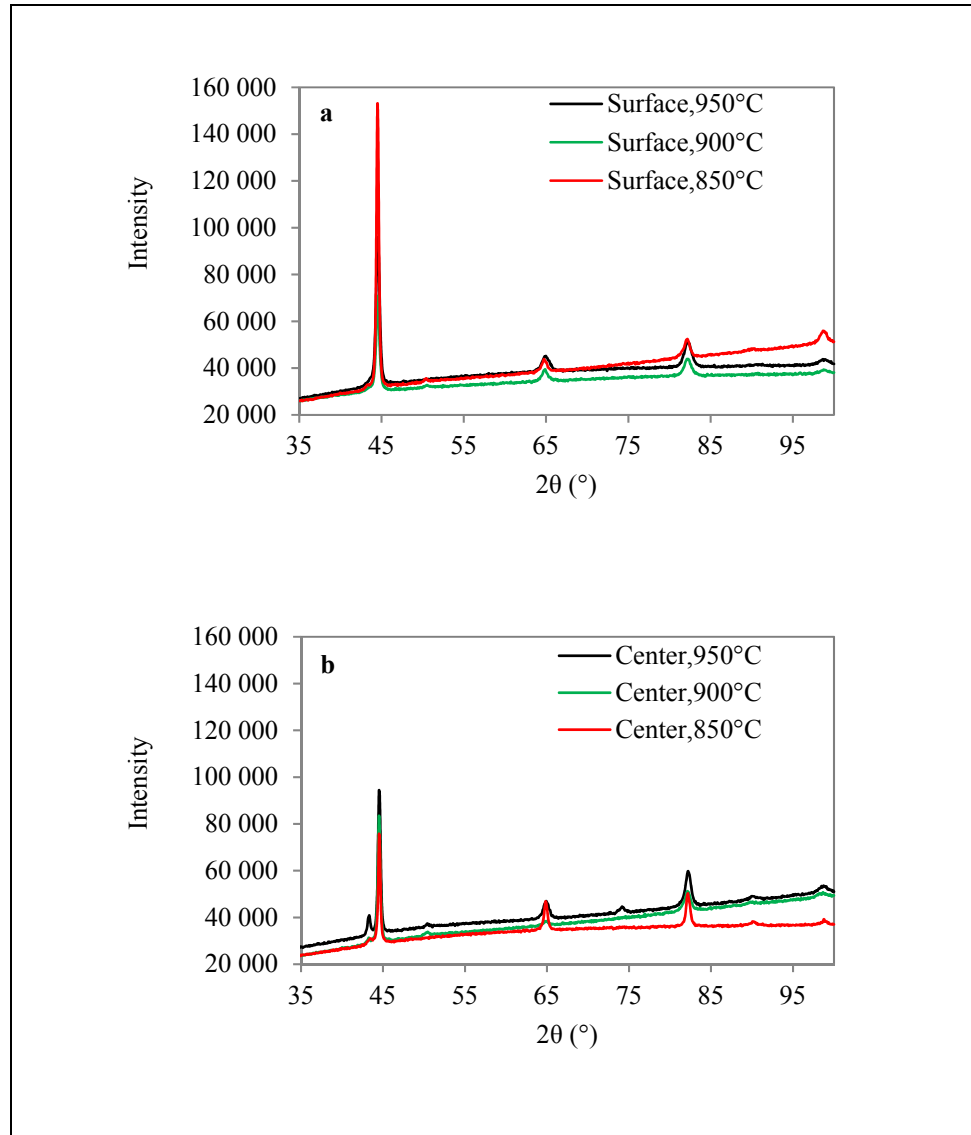 160 000
140 000
120 000
100 000
80 000
60 000
40 000
20 000
Intensity
a
Surface,950°C
Surface,900°C
Surface,850°C
35 45 55 65 75 85 95
2θ (°)
160 000
140 000
120 000
100 000
80 000
60 000
40 000
20 000
Intensity
b
Center,950°C
Center,900°C
Center,850°C
35 45 55 65 75 85 95
2θ (°)